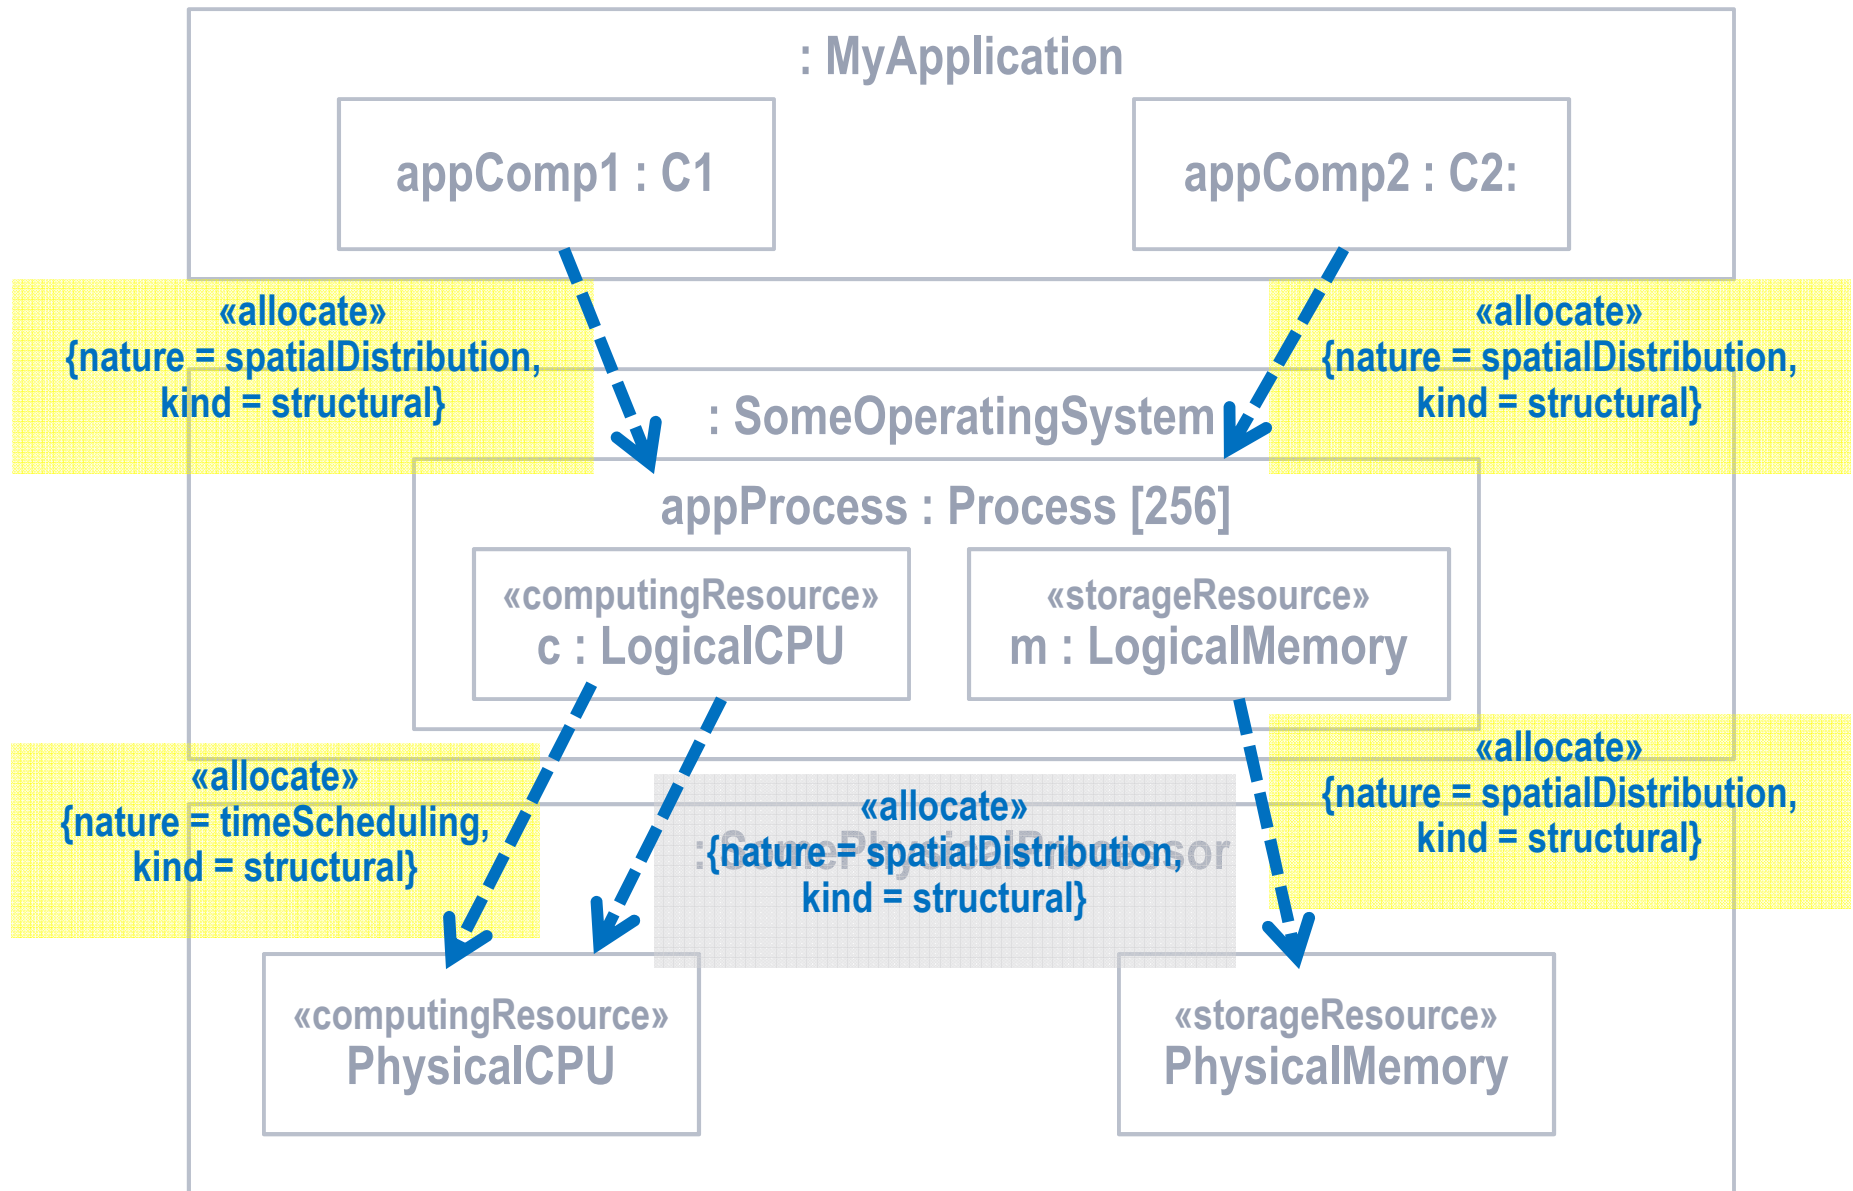 : MyApplication
appComp1 : C1
appComp2 : C2:
«allocate»
{nature = spatialDistribution,
kind = structural}
«allocate»
{nature = spatialDistribution,
kind = structural}
: SomeOperatingSystem
appProcess : Process [256]
«computingResource»
c : LogicalCPU
«storageResource»
m : LogicalMemory
«allocate»
{nature = timeScheduling,
kind = structural}
«allocate»
{nature = spatialDistribution,
kind = structural}
: SomePhysicalProcessor
«allocate»
{nature = spatialDistribution,
kind = structural}
«computingResource»
PhysicalCPU
«storageResource»
PhysicalMemory